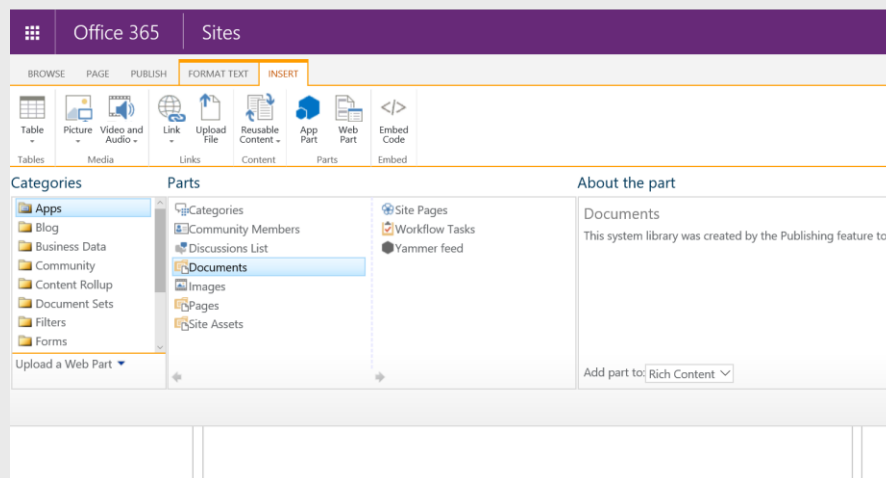 Office 365 Sites
BROWSE PAGE PUBLISH FORMAT TEXT INSERT
Table Picture Video and Audio Link Upload File Reusable Content App Part Web Part Embed Code
Tables Media Links Content Parts Embed
Categories
Apps
Blog
Business Data
Community
Content Rollup
Document Sets
Filters
Forms
Upload a Web Part
Parts
Categories
Community Members
Discussions List
Documents
Images
Pages
Site Assets
Site Pages
Workflow Tasks
Yammer feed
About the part
Documents
This system library was created by the Publishing feature to
Add part to: Rich Content